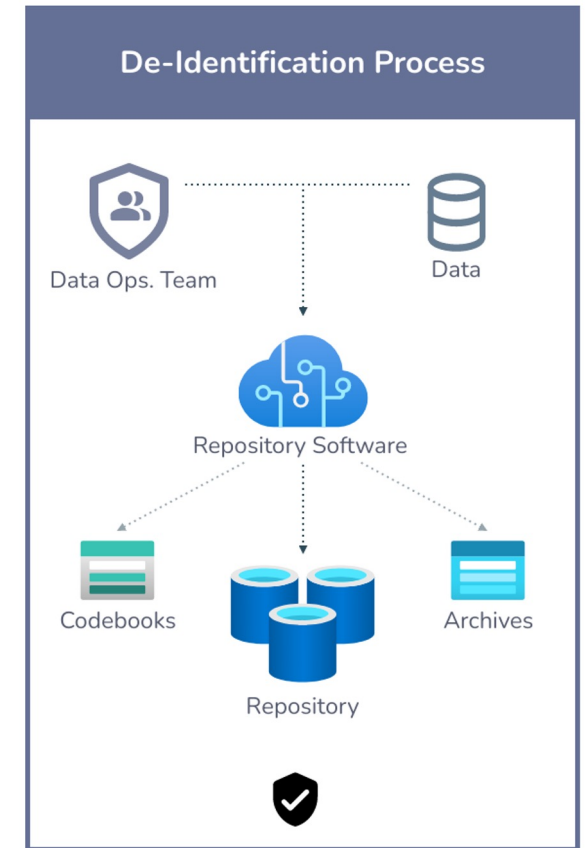 De-Identification Process
Data Ops. Team
Data
Repository Software
Codebooks
Archives
Repository